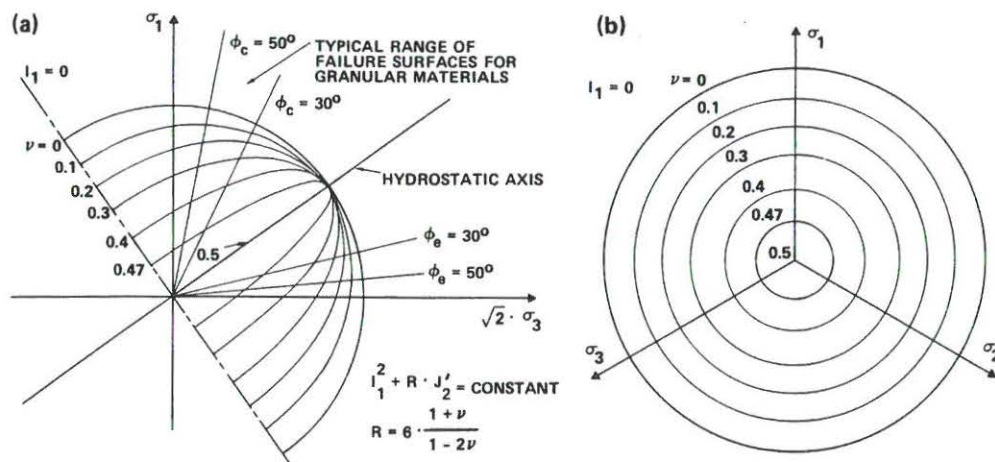 (a)
σ₁
ϕc = 50°
TYPICAL RANGE OF
FAILURE SURFACES FOR
GRANULAR MATERIALS
I₁ = 0
ϕc = 30°
ν = 0
0.1
0.2
0.3
0.4
0.47
0.5
HYDROSTATIC AXIS
ϕe = 30°
ϕe = 50°
√2 · σ₃
I₁² + R · J₂′ = CONSTANT
R = 6 · (1 + ν)/(1 − 2ν)
(b)
σ₁
I₁ = 0
ν = 0
0.1
0.2
0.3
0.4
0.47
0.5
σ₃
σ₂